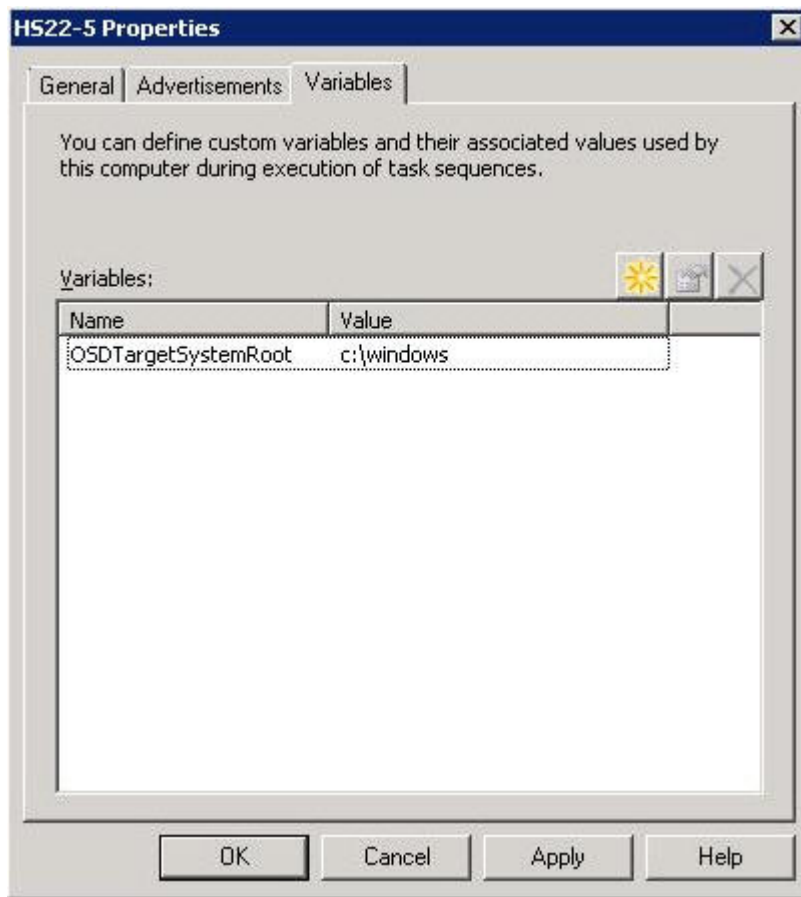 HS22-5 Properties
General
Advertisements
Variables
You can define custom variables and their associated values used by
this computer during execution of task sequences.
Variables:
Name
Value
OSDTargetSystemRoot
c:\windows
OK
Cancel
Apply
Help